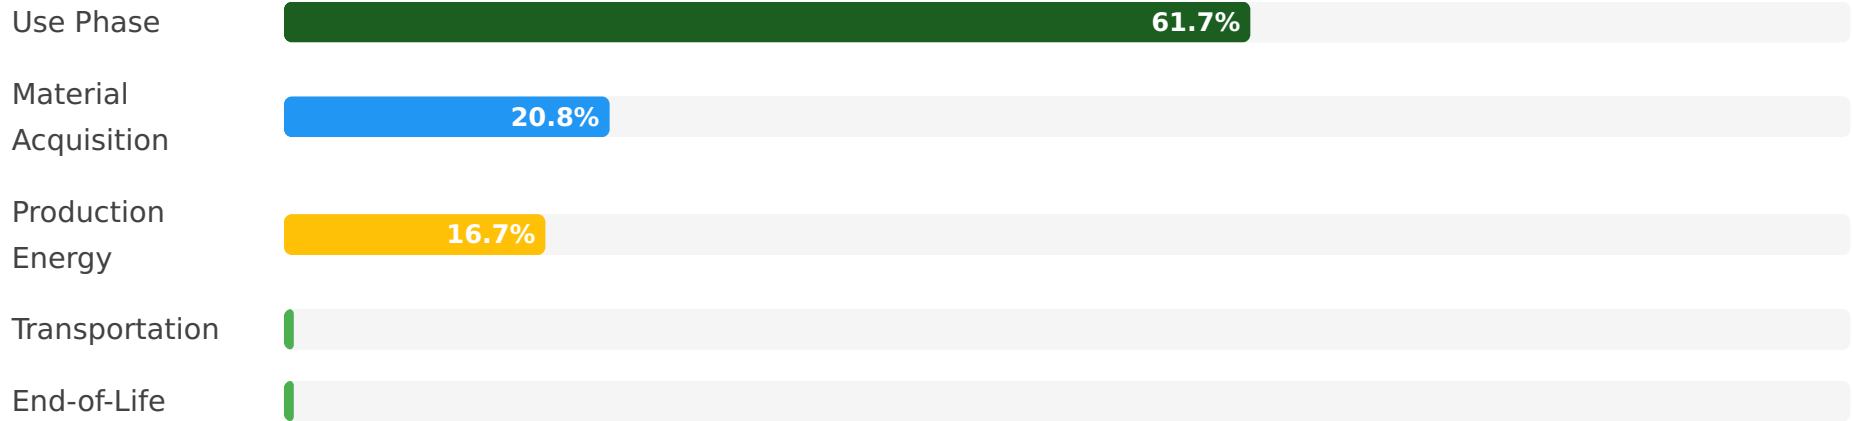 Use Phase
61.7%
Material
Acquisition
20.8%
Production
Energy
16.7%
Transportation
End-of-Life